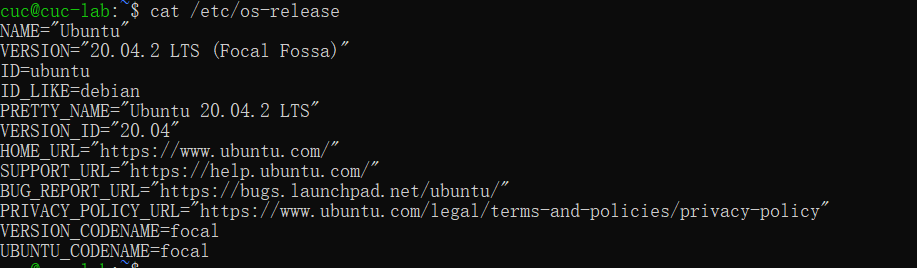 cuc@cuc-lab:~$ cat /etc/os-release
NAME="Ubuntu"
VERSION="20.04.2 LTS (Focal Fossa)"
ID=ubuntu
ID_LIKE=debian
PRETTY_NAME="Ubuntu 20.04.2 LTS"
VERSION_ID="20.04"
HOME_URL="https://www.ubuntu.com/"
SUPPORT_URL="https://help.ubuntu.com/"
BUG_REPORT_URL="https://bugs.launchpad.net/ubuntu/"
PRIVACY_POLICY_URL="https://www.ubuntu.com/legal/terms-and-policies/privacy-policy"
VERSION_CODENAME=focal
UBUNTU_CODENAME=focal